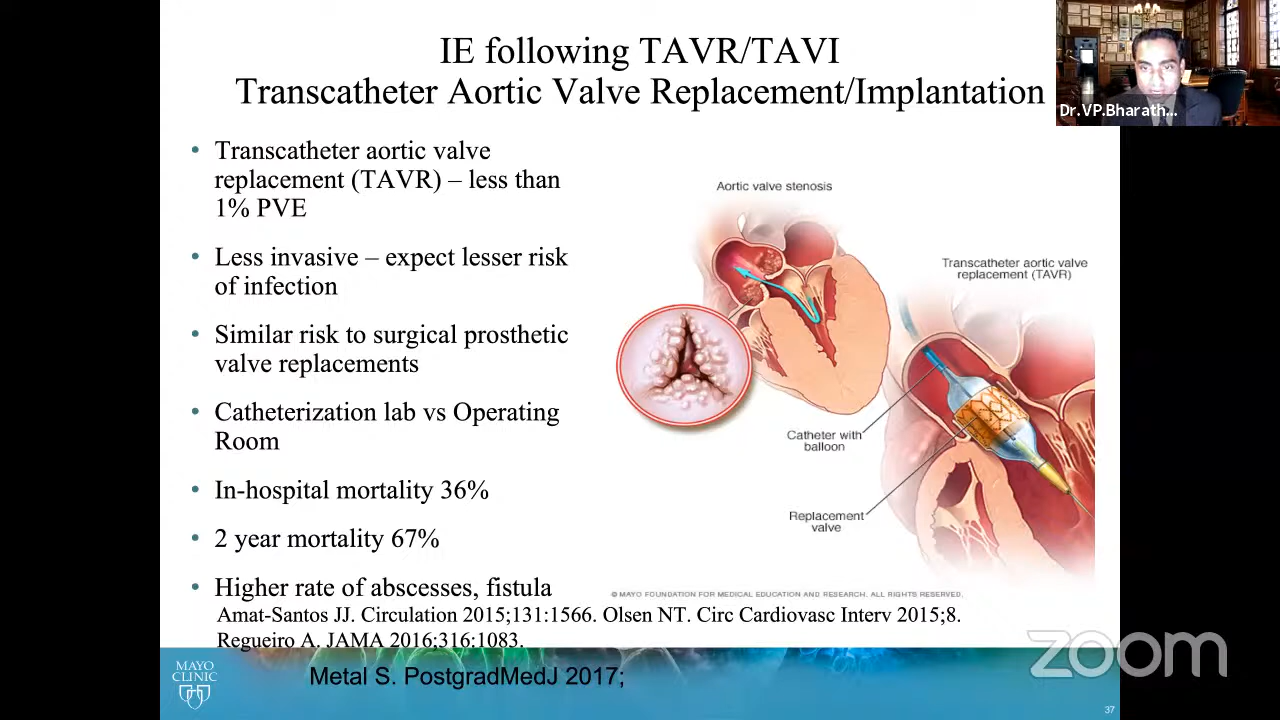 IE following TAVR/TAVI
Transcatheter Aortic Valve Replacement/Implantation
Dr.VP.Bharath...
• Transcatheter aortic valve
replacement (TAVR) – less than
1% PVE
• Less invasive – expect lesser risk
of infection
• Similar risk to surgical prosthetic
valve replacements
• Catheterization lab vs Operating
Room
• In-hospital mortality 36%
• 2 year mortality 67%
• Higher rate of abscesses, fistula
Aortic valve stenosis
Transcatheter aortic valve
replacement (TAVR)
Catheter with
balloon
Replacement
valve
© MAYO FOUNDATION FOR MEDICAL EDUCATION AND RESEARCH. ALL RIGHTS RESERVED.
Amat-Santos JJ. Circulation 2015;131:1566. Olsen NT. Circ Cardiovasc Interv 2015;8.
Regueiro A. JAMA 2016;316:1083.
MAYO
CLINIC
Metal S. PostgradMedJ 2017;
zoom
37